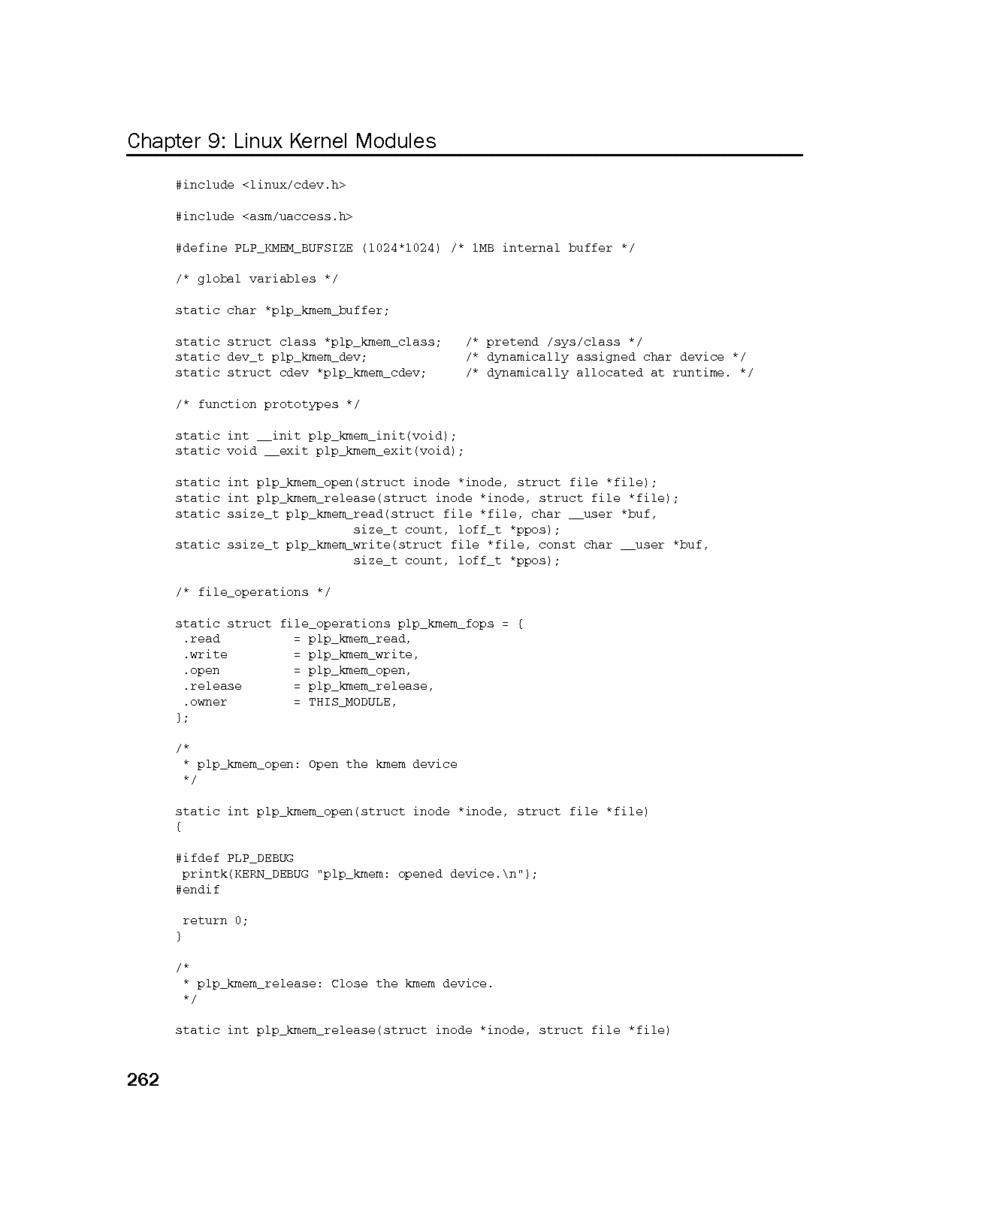 Chapter 9: Linux Kernel Modules
#include <linux/cdev.h>
#include <asm/uaccess.h>
#define PLP_KMEM_BUFSIZE (1024*1024) /* 1MB internal buffer */
/* global variables */
static char *plp_kmem_buffer;
static struct class *plp_kmem_class;   /* pretend /sys/class */
static dev_t plp_kmem_dev;             /* dynamically assigned char device */
static struct cdev *plp_kmem_cdev;     /* dynamically allocated at runtime. */
/* function prototypes */
static int __init plp_kmem_init(void);
static void __exit plp_kmem_exit(void);
static int plp_kmem_open(struct inode *inode, struct file *file);
static int plp_kmem_release(struct inode *inode, struct file *file);
static ssize_t plp_kmem_read(struct file *file, char __user *buf,
                        size_t count, loff_t *ppos);
static ssize_t plp_kmem_write(struct file *file, const char __user *buf,
                        size_t count, loff_t *ppos);
/* file_operations */
static struct file_operations plp_kmem_fops = {
 .read          = plp_kmem_read,
 .write         = plp_kmem_write,
 .open          = plp_kmem_open,
 .release       = plp_kmem_release,
 .owner         = THIS_MODULE,
};
/*
 * plp_kmem_open: Open the kmem device
 */
static int plp_kmem_open(struct inode *inode, struct file *file)
{
#ifdef PLP_DEBUG
 printk(KERN_DEBUG "plp_kmem: opened device.\n");
#endif
 return 0;
}
/*
 * plp_kmem_release: Close the kmem device.
 */
static int plp_kmem_release(struct inode *inode, struct file *file)
262